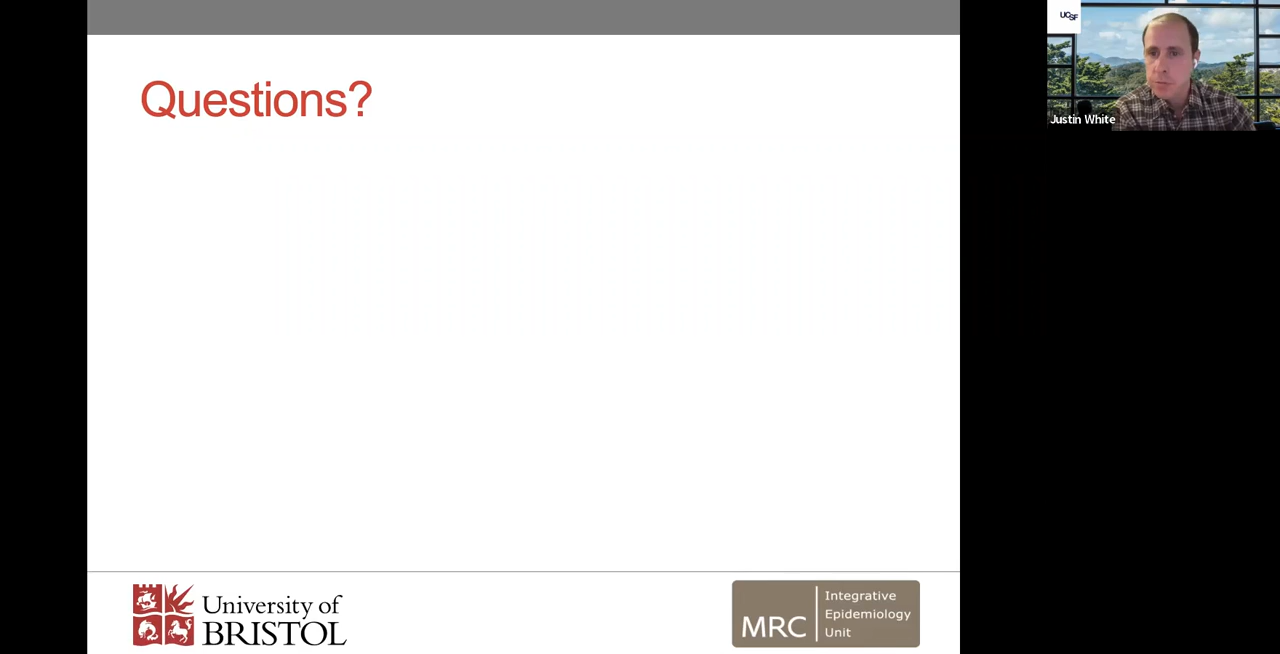 Questions?
UCSF
Justin White
University of
BRISTOL
MRC
Integrative
Epidemiology
Unit